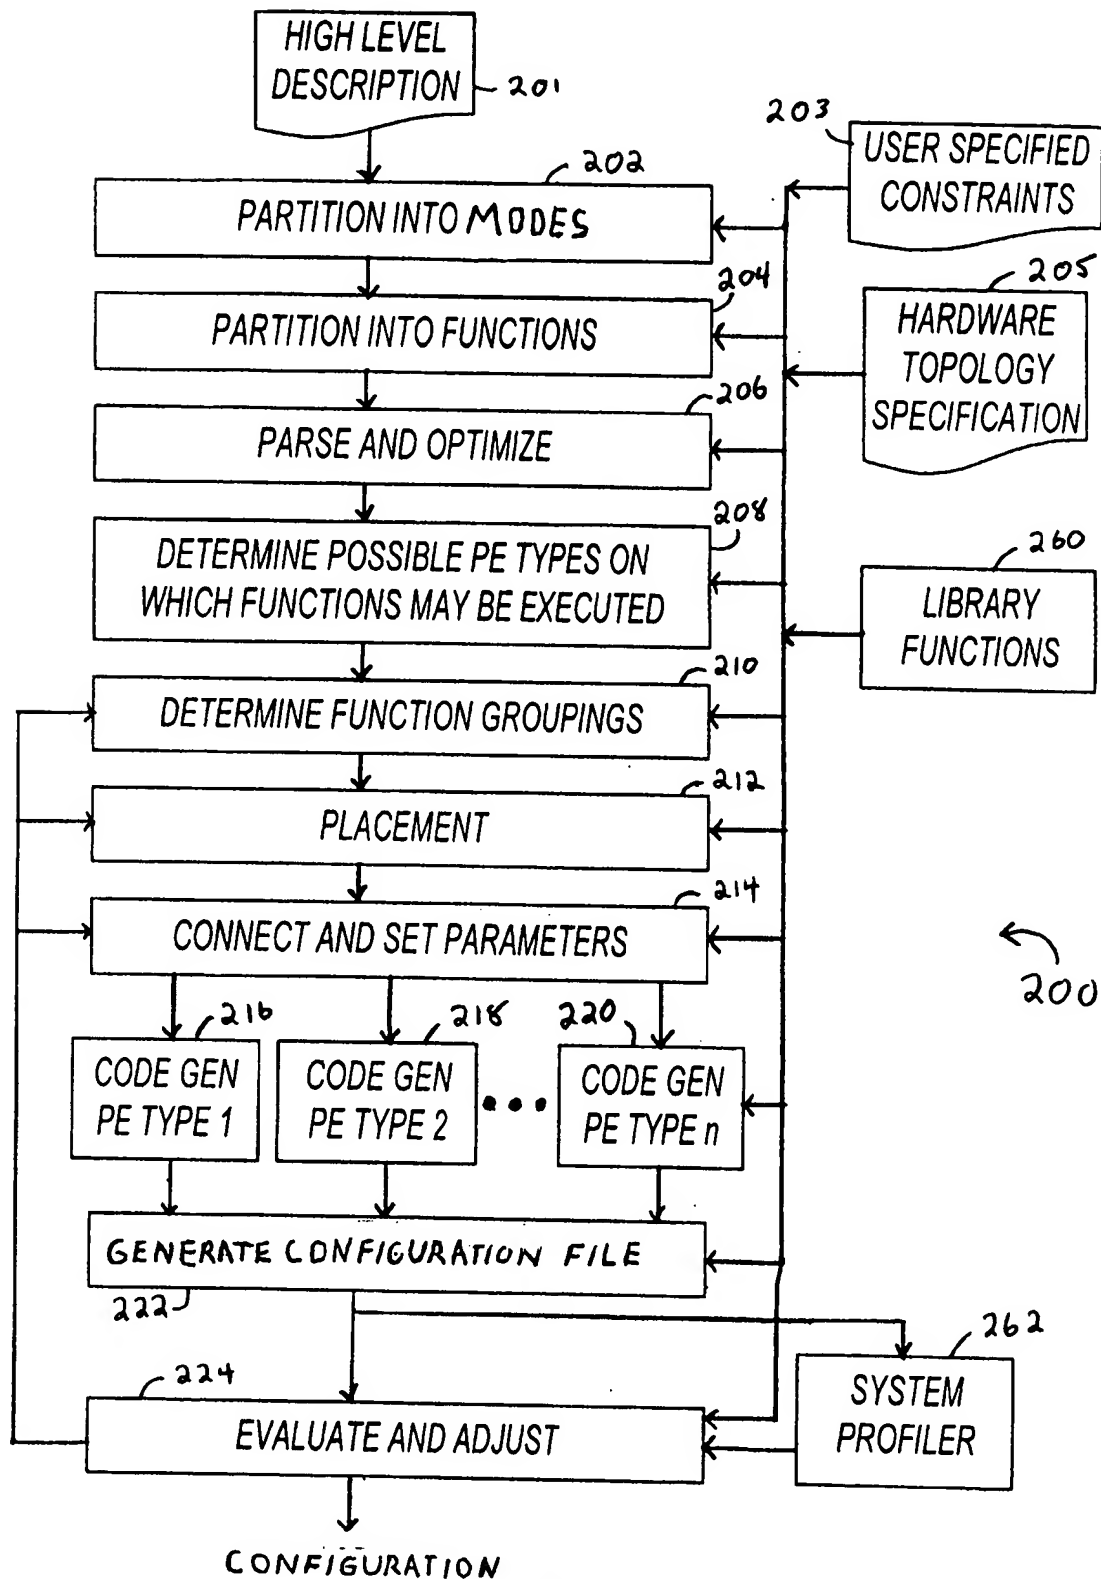 HIGH LEVEL
DESCRIPTION
201
203
USER SPECIFIED
CONSTRAINTS
202
PARTITION INTO MODES
204
PARTITION INTO FUNCTIONS
205
HARDWARE
TOPOLOGY
SPECIFICATION
206
PARSE AND OPTIMIZE
208
DETERMINE POSSIBLE PE TYPES ON
WHICH FUNCTIONS MAY BE EXECUTED
260
LIBRARY
FUNCTIONS
210
DETERMINE FUNCTION GROUPINGS
212
PLACEMENT
214
CONNECT AND SET PARAMETERS
200
216
CODE GEN
PE TYPE 1
218
CODE GEN
PE TYPE 2
•••
220
CODE GEN
PE TYPE n
GENERATE CONFIGURATION FILE
222
262
SYSTEM
PROFILER
224
EVALUATE AND ADJUST
CONFIGURATION